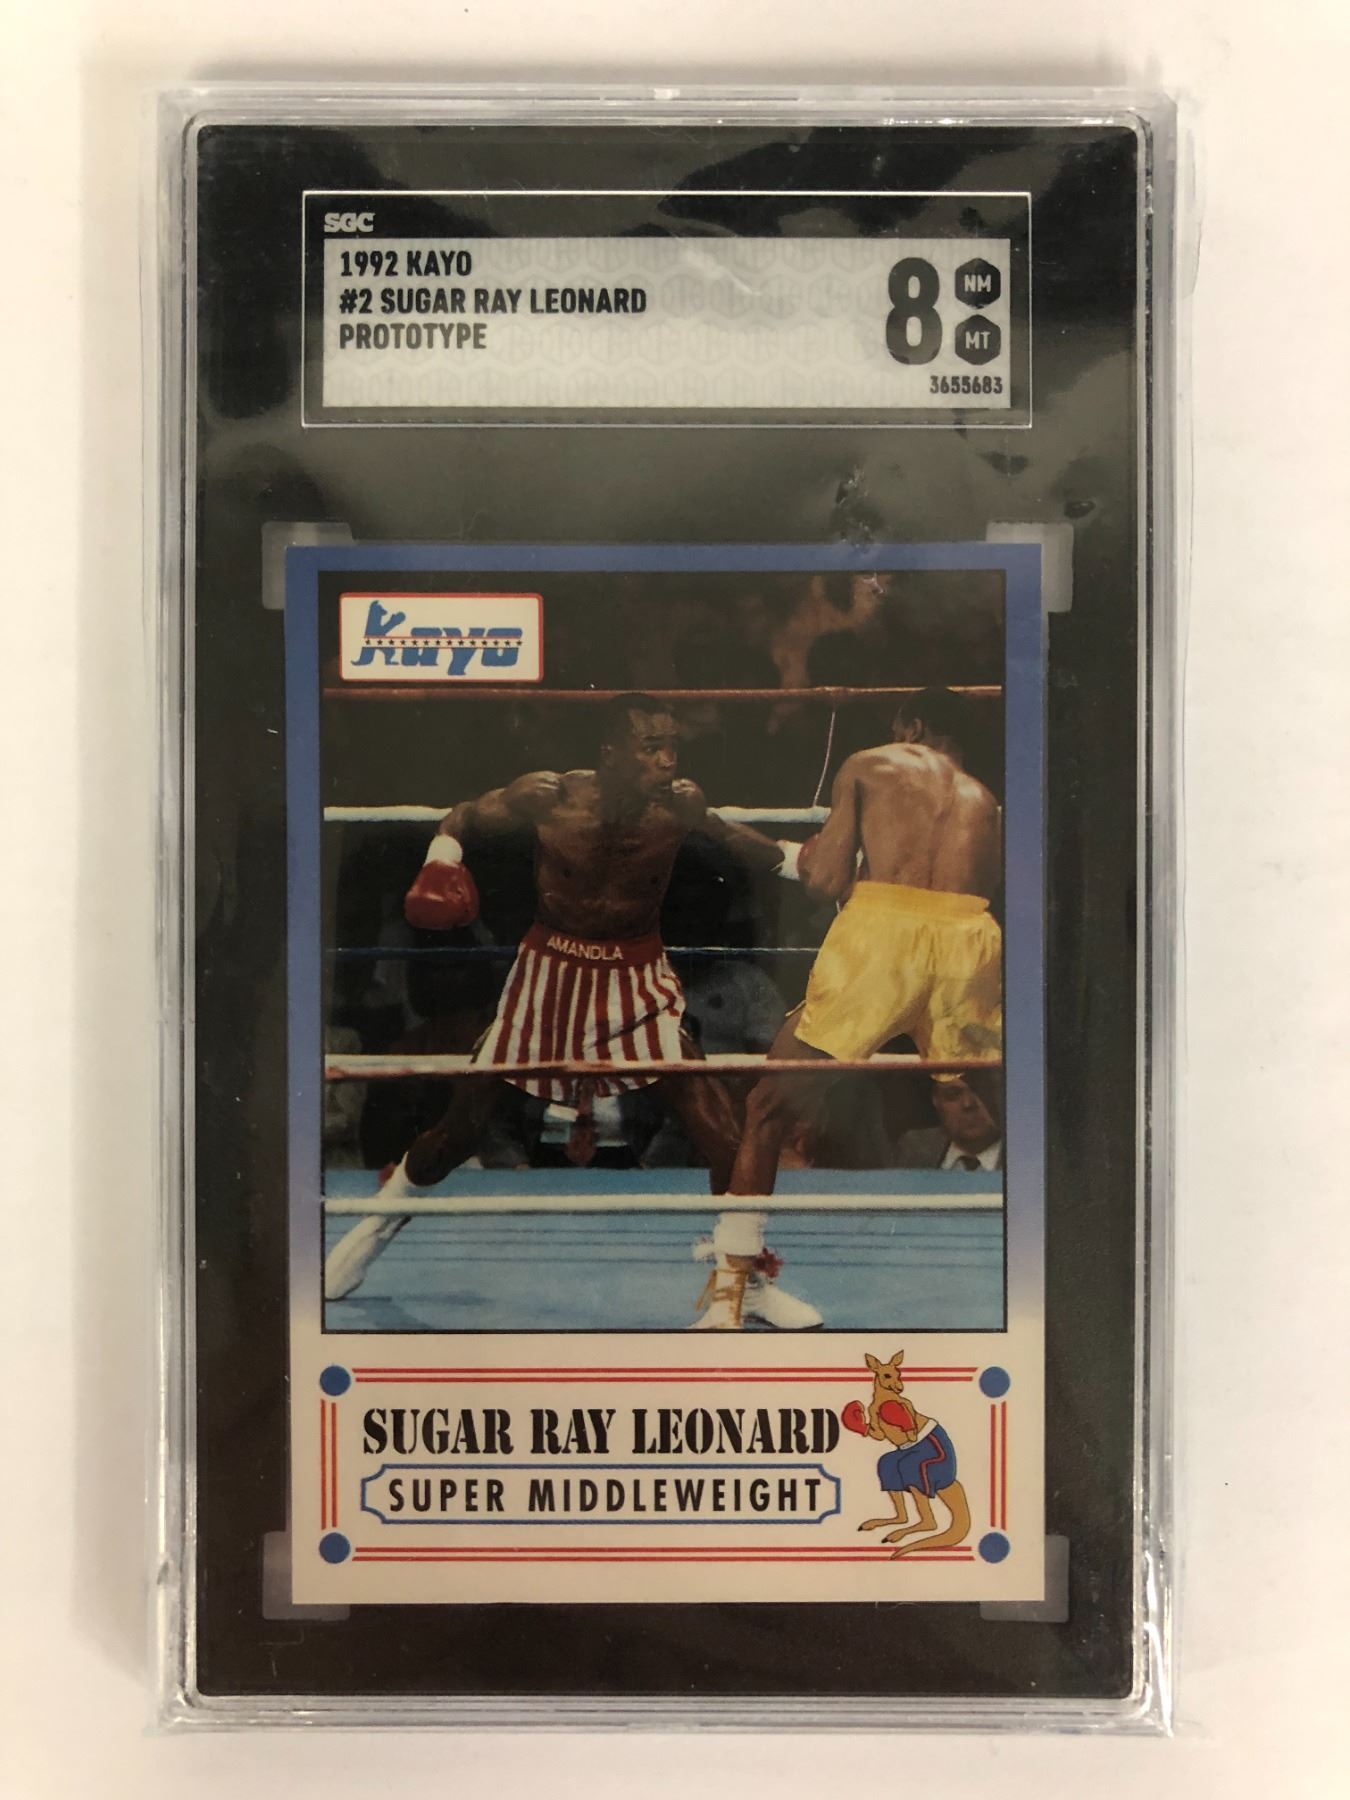 SGC
1992 KAYO
#2 SUGAR RAY LEONARD
PROTOTYPE
8 NM
MT
3655683
Kayo
AMANDLA
SUGAR RAY LEONARD
SUPER MIDDLEWEIGHT